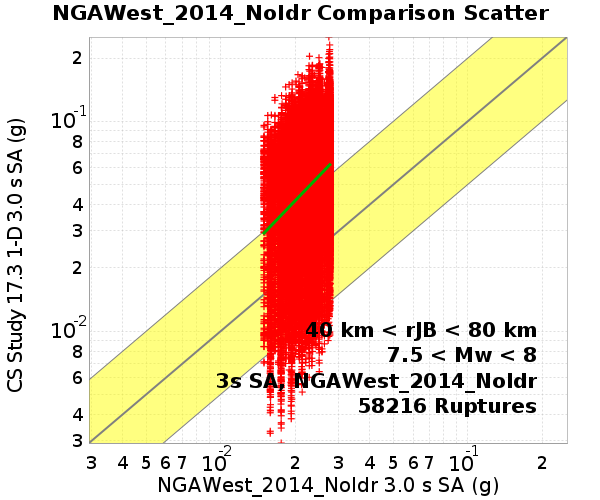 NGAWest_2014_NoIdr Comparison Scatter
CS Study 17.3 1-D 3.0 s SA (g)
2
10⁻¹
8
6
4
3
2
10⁻²
8
6
4
3
40 km < rJB < 80 km
7.5 < Mw < 8
3s SA, NGAWest_2014_NoIdr
58216 Ruptures
3 4 5 6 7 10⁻² 2 3 4 5 6 7 10⁻¹ 2
NGAWest_2014_NoIdr 3.0 s SA (g)